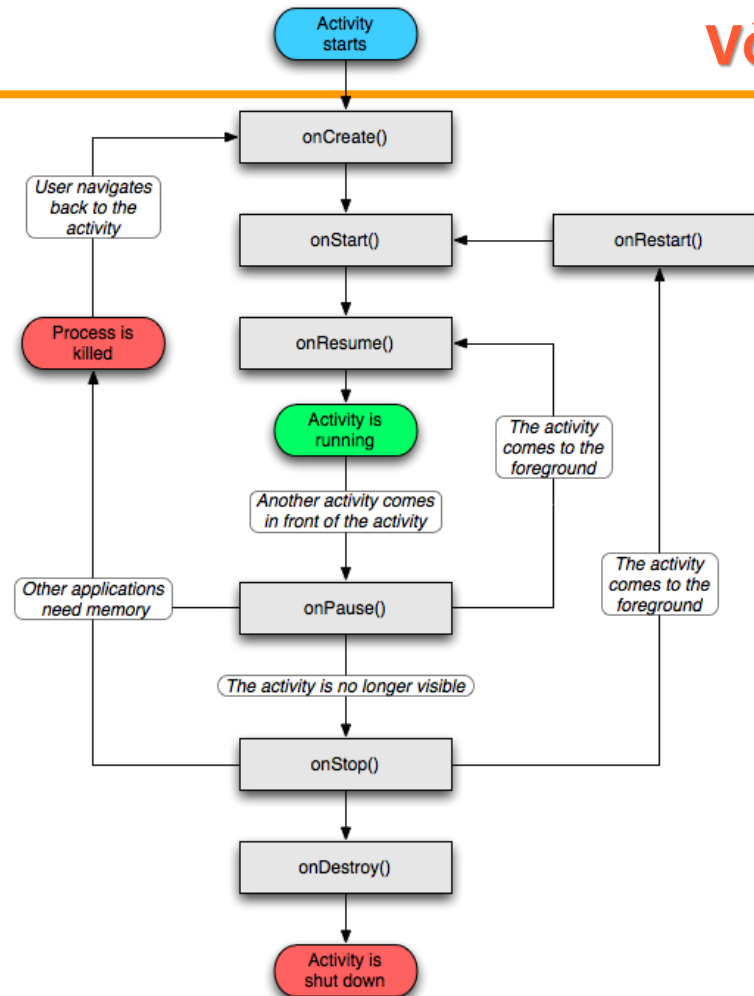 Activity
starts
onCreate()
User navigates
back to the
activity
onStart()
onRestart()
Process is
killed
onResume()
Activity is
running
The activity
comes to the
foreground
Another activity comes
in front of the activity
Other applications
need memory
onPause()
The activity
comes to the
foreground
The activity is no longer visible
onStop()
onDestroy()
Activity is
shut down